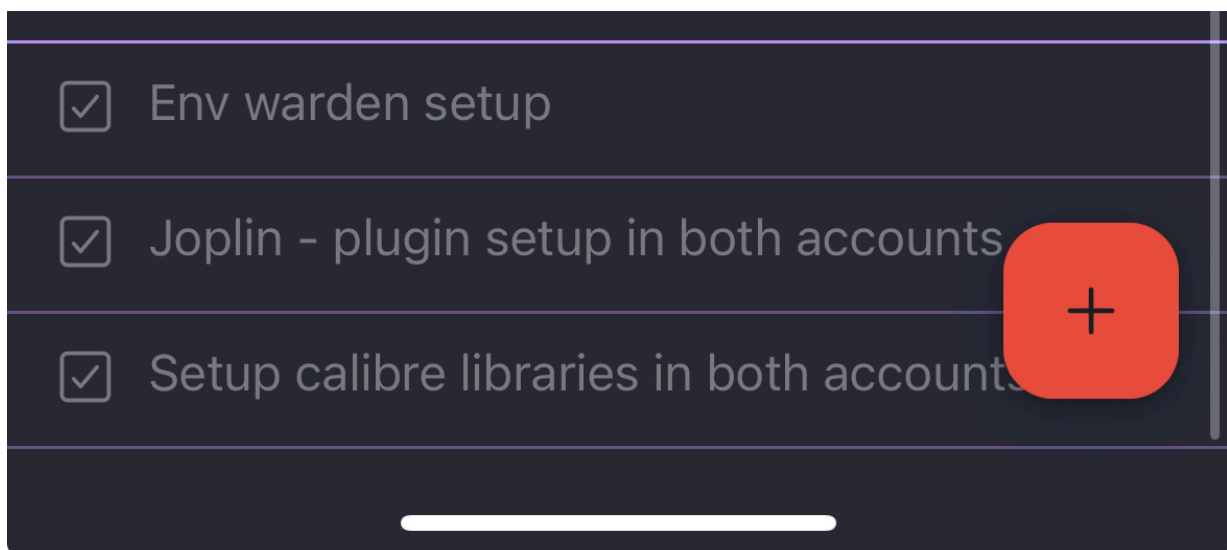 Env warden setup
Joplin - plugin setup in both accounts
Setup calibre libraries in both accounts